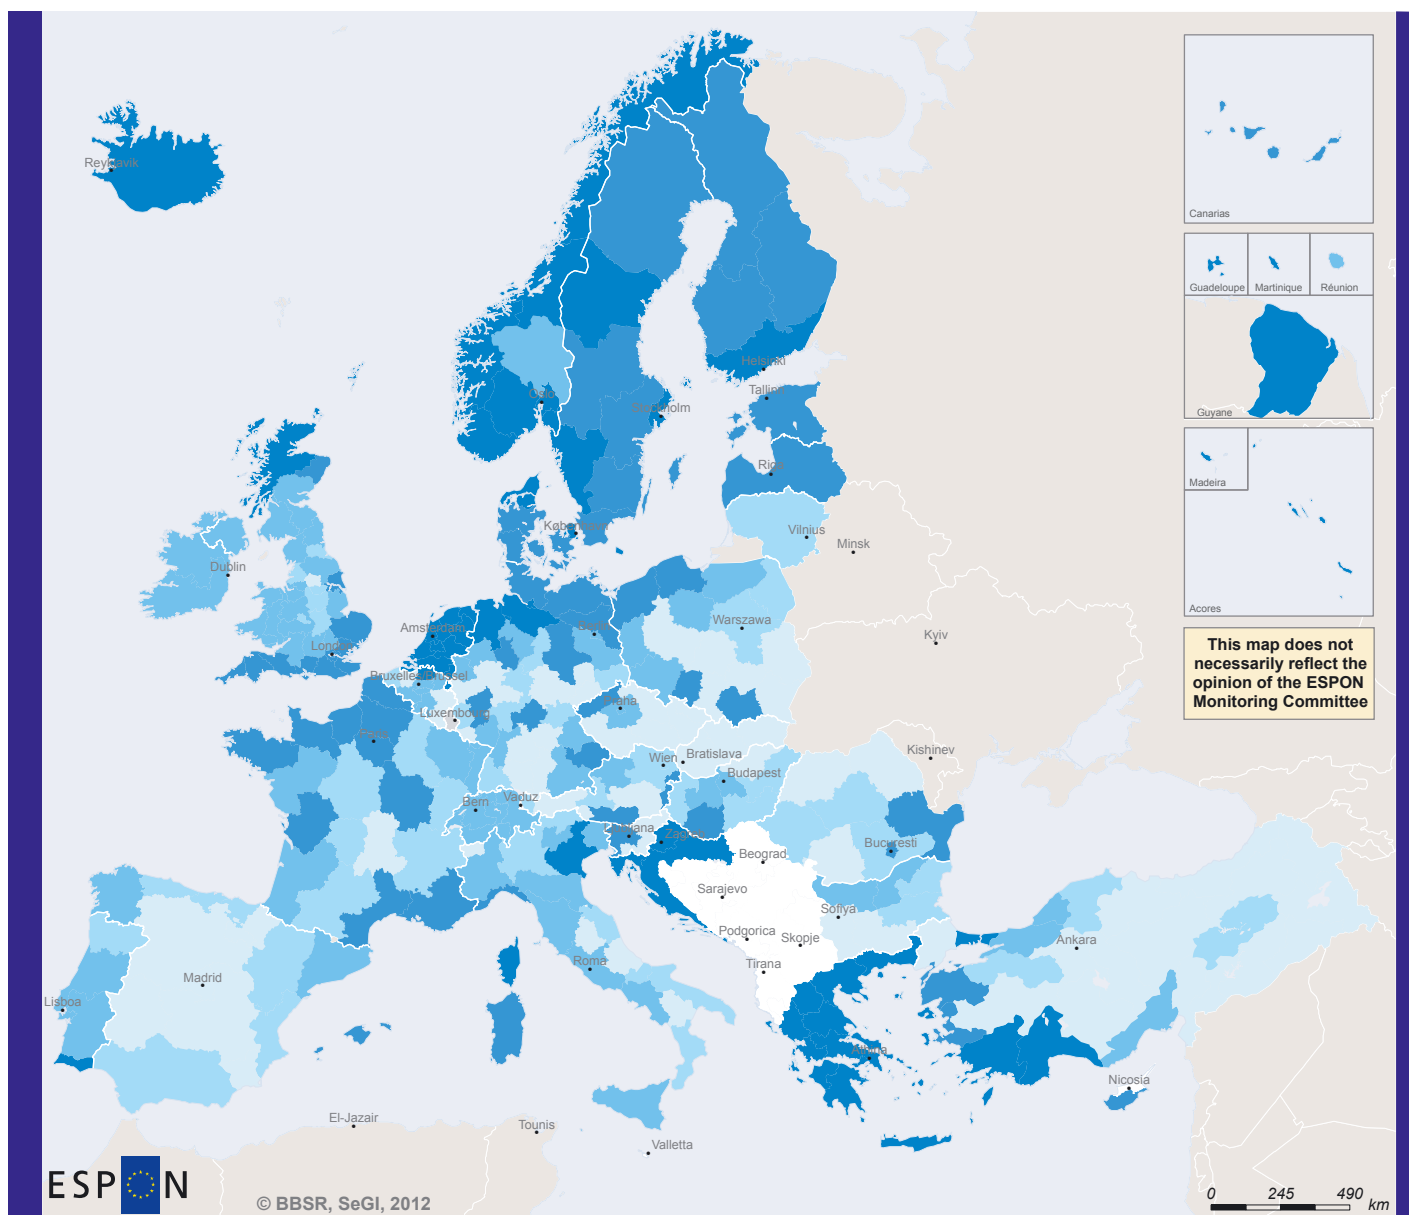 Reykjavik
Canarias
Guadeloupe
Martinique
Réunion
Guyane
Helsinki
Tallinn
Oslo
Stockholm
Riga
Madeira
København
Vilnius
Minsk
Dublin
Acores
Amsterdam
Berlin
Warszawa
Kyiv
London
This map does not
necessarily reflect the
opinion of the ESPON
Monitoring Committee
Bruxelles/Brussel
Luxembourg
Praha
Paris
Kishinev
Wien
Bratislava
Budapest
Vaduz
Bern
Ljubljana
Zagreb
Bucuresti
Beograd
Sarajevo
Sofiya
Podgorica
Skopje
Ankara
Roma
Tirana
Madrid
Lisboa
Athina
Nicosia
El-Jazair
Tounis
Valletta
ESPON
© BBSR, SeGI, 2012
0 245 490
km